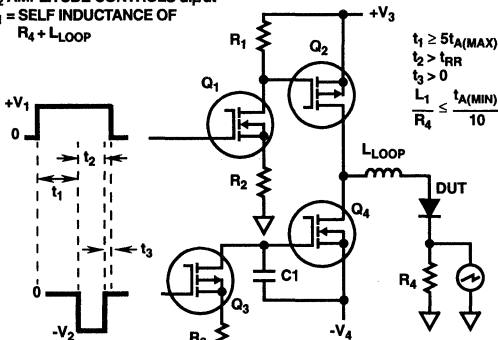 = SELF INDUCTANCE OF
R4 + LLOOP
+V3
R1
Q2
t1 ≥ 5tA(MAX)
t2 > tRR
t3 > 0
L1
R4
≤
tA(MIN)
10
Q1
+V1
0
t2
t1
R2
LLOOP
DUT
Q4
t3
0
C1
R4
Q3
-V2
-V4